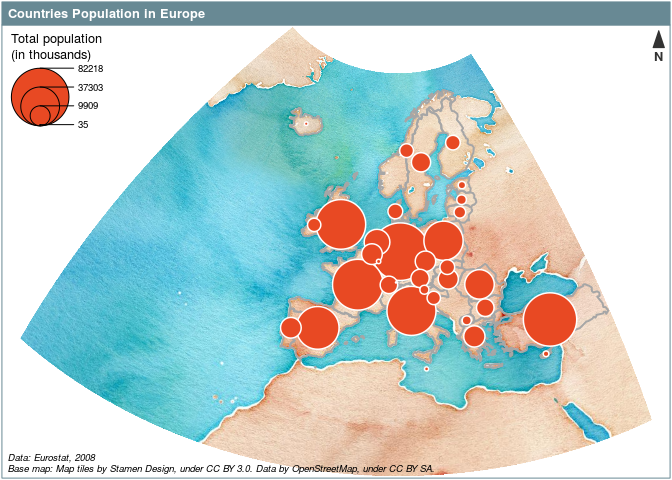 Countries Population in Europe
Total population
(in thousands)
82218
37303
9909
35
N
Data: Eurostat, 2008
Base map: Map tiles by Stamen Design, under CC BY 3.0. Data by OpenStreetMap, under CC BY SA.